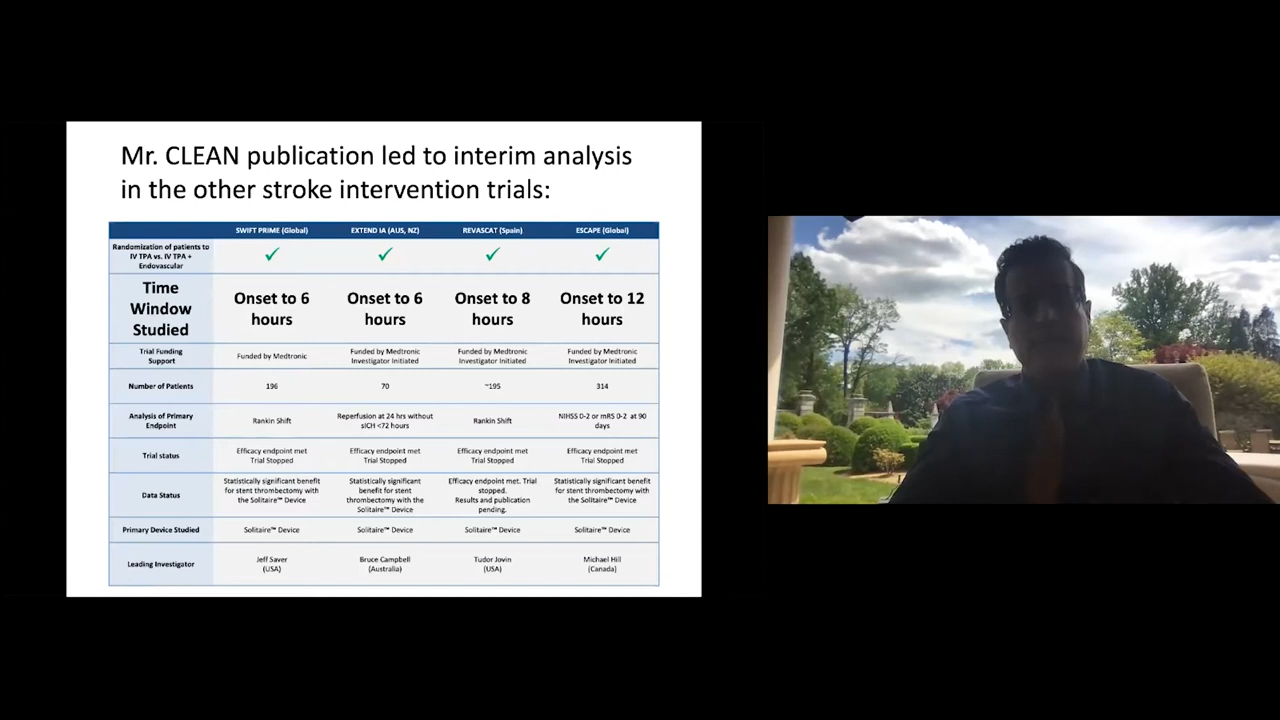 Mr. CLEAN publication led to interim analysis
in the other stroke intervention trials:
SWIFT PRIME (Global) EXTEND IA (AUS, NZ) REVASCAT (Spain) ESCAPE (Global)
Randomization of patients to
IV TPA vs. IV TPA +
Endovascular
✓ ✓ ✓ ✓
Time
Window
Studied
Onset to 6
hours
Onset to 6
hours
Onset to 8
hours
Onset to 12
hours
Trial Funding
Support
Funded by Medtronic
Funded by Medtronic
Investigator Initiated
Funded by Medtronic
Investigator Initiated
Funded by Medtronic
Investigator Initiated
Number of Patients 196 70 ~195 314
Analysis of Primary
Endpoint
Rankin Shift
Reperfusion at 24 hrs without
sICH <72 hours
Rankin Shift
NIHSS 0-2 or mRS 0-2 at 90
days
Trial status
Efficacy endpoint met
Trial Stopped
Efficacy endpoint met
Trial Stopped
Efficacy endpoint met
Trial Stopped
Efficacy endpoint met
Trial Stopped
Data Status
Statistically significant benefit
for stent thrombectomy with
the Solitaire™ Device
Statistically significant
benefit for stent
thrombectomy with the
Solitaire™ Device
Efficacy endpoint met. Trial
stopped.
Results and publication
pending.
Statistically significant benefit
for stent thrombectomy with
the Solitaire™ Device
Primary Device Studied Solitaire™ Device Solitaire™ Device Solitaire™ Device Solitaire™ Device
Leading Investigator
Jeff Saver
(USA)
Bruce Campbell
(Australia)
Tudor Jovin
(USA)
Michael Hill
(Canada)